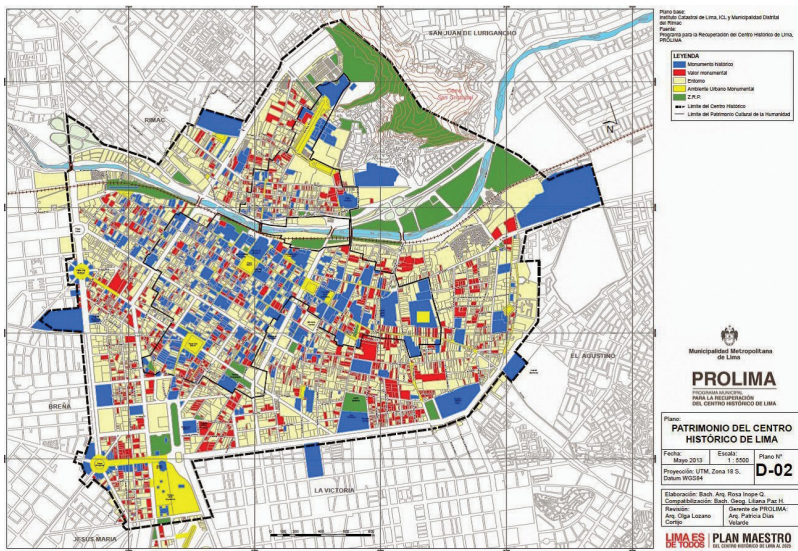 Plano base:
Instituto Catastral de Lima, ICL y Municipalidad Distrital
del Rímac
Fuente:
Programa para la Recuperación del Centro Histórico de Lima,
PROLIMA
LEYENDA
Monumento histórico
Valor monumental
Entorno
Ambiente Urbano Monumental
Z.R.P.
Límite del Centro Histórico
Límite del Patrimonio Cultural de la Humanidad
SAN JUAN DE LURIGANCHO
RIMAC
N
EL AGUSTINO
BREÑA
LA VICTORIA
JESUS MARIA
Municipalidad Metropolitana
de Lima
PROLIMA
PROGRAMA MUNICIPAL
PARA LA RECUPERACIÓN
DEL CENTRO HISTÓRICO DE LIMA
Plano:
PATRIMONIO DEL CENTRO
HISTÓRICO DE LIMA
Fecha:
Mayo 2013
Escala:
1 : 5500
Plano N°
D-02
Proyección: UTM, Zona 18 S,
Datum WGS84
Elaboración: Bach. Arq. Rosa Inope Q.
Compatibilización: Bach. Geog. Liliana Paz H.
Revisión:
Arq. Olga Lozano
Cortijo
Gerente de PROLIMA:
Arq. Patricia Dias
Velarde
LIMA ES
DE TODOS
PLAN MAESTRO
DEL CENTRO HISTÓRICO DE LIMA AL 2025